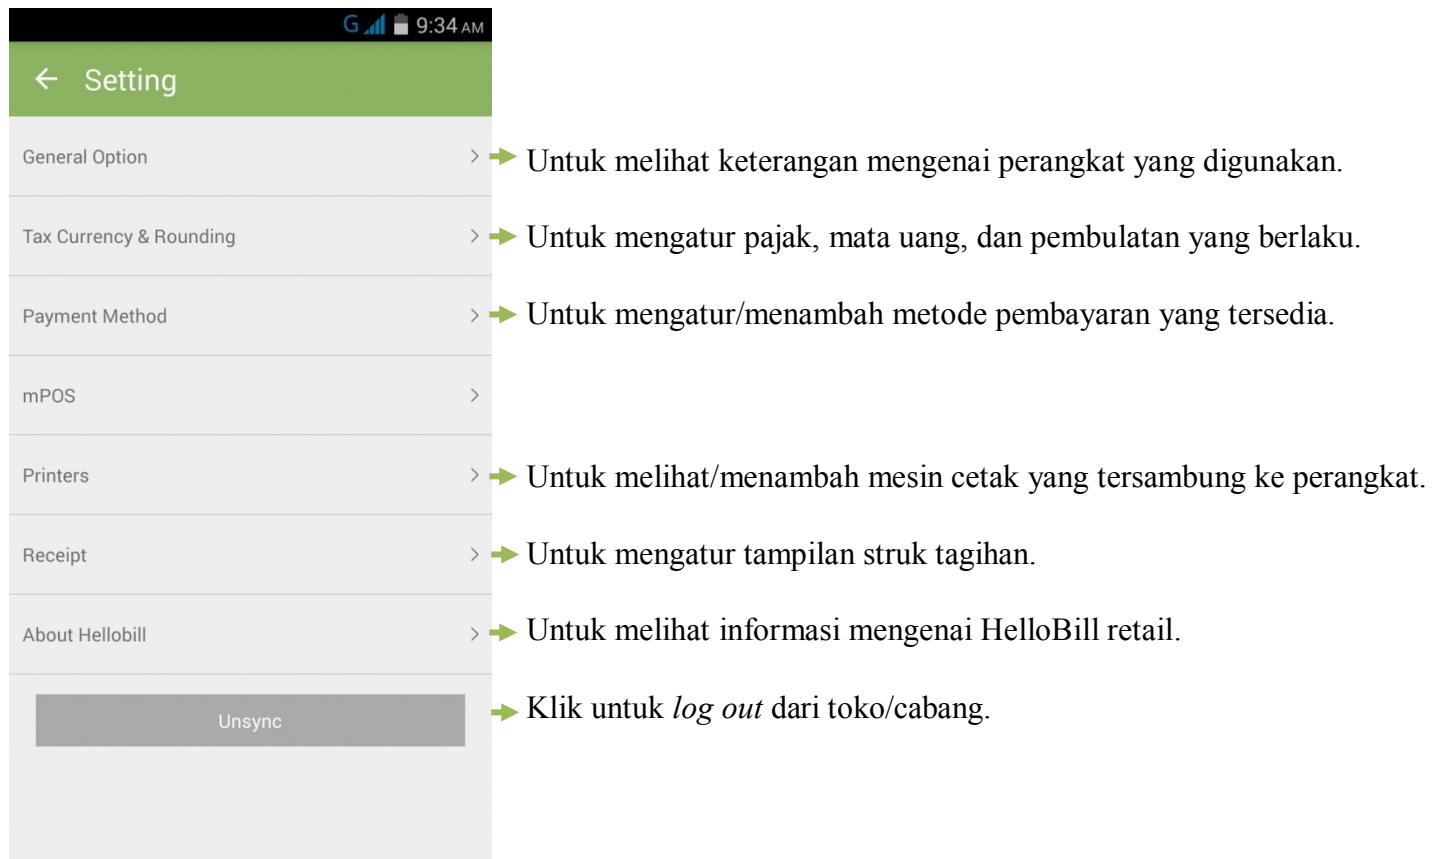 G 9:34 AM
Setting
General Option
Untuk melihat keterangan mengenai perangkat yang digunakan.
Tax Currency & Rounding
Untuk mengatur pajak, mata uang, dan pembulatan yang berlaku.
Payment Method
Untuk mengatur/menambah metode pembayaran yang tersedia.
mPOS
Printers
Untuk melihat/menambah mesin cetak yang tersambung ke perangkat.
Receipt
Untuk mengatur tampilan struk tagihan.
About Hellobill
Untuk melihat informasi mengenai HelloBill retail.
Unsync
Klik untuk log out dari toko/cabang.